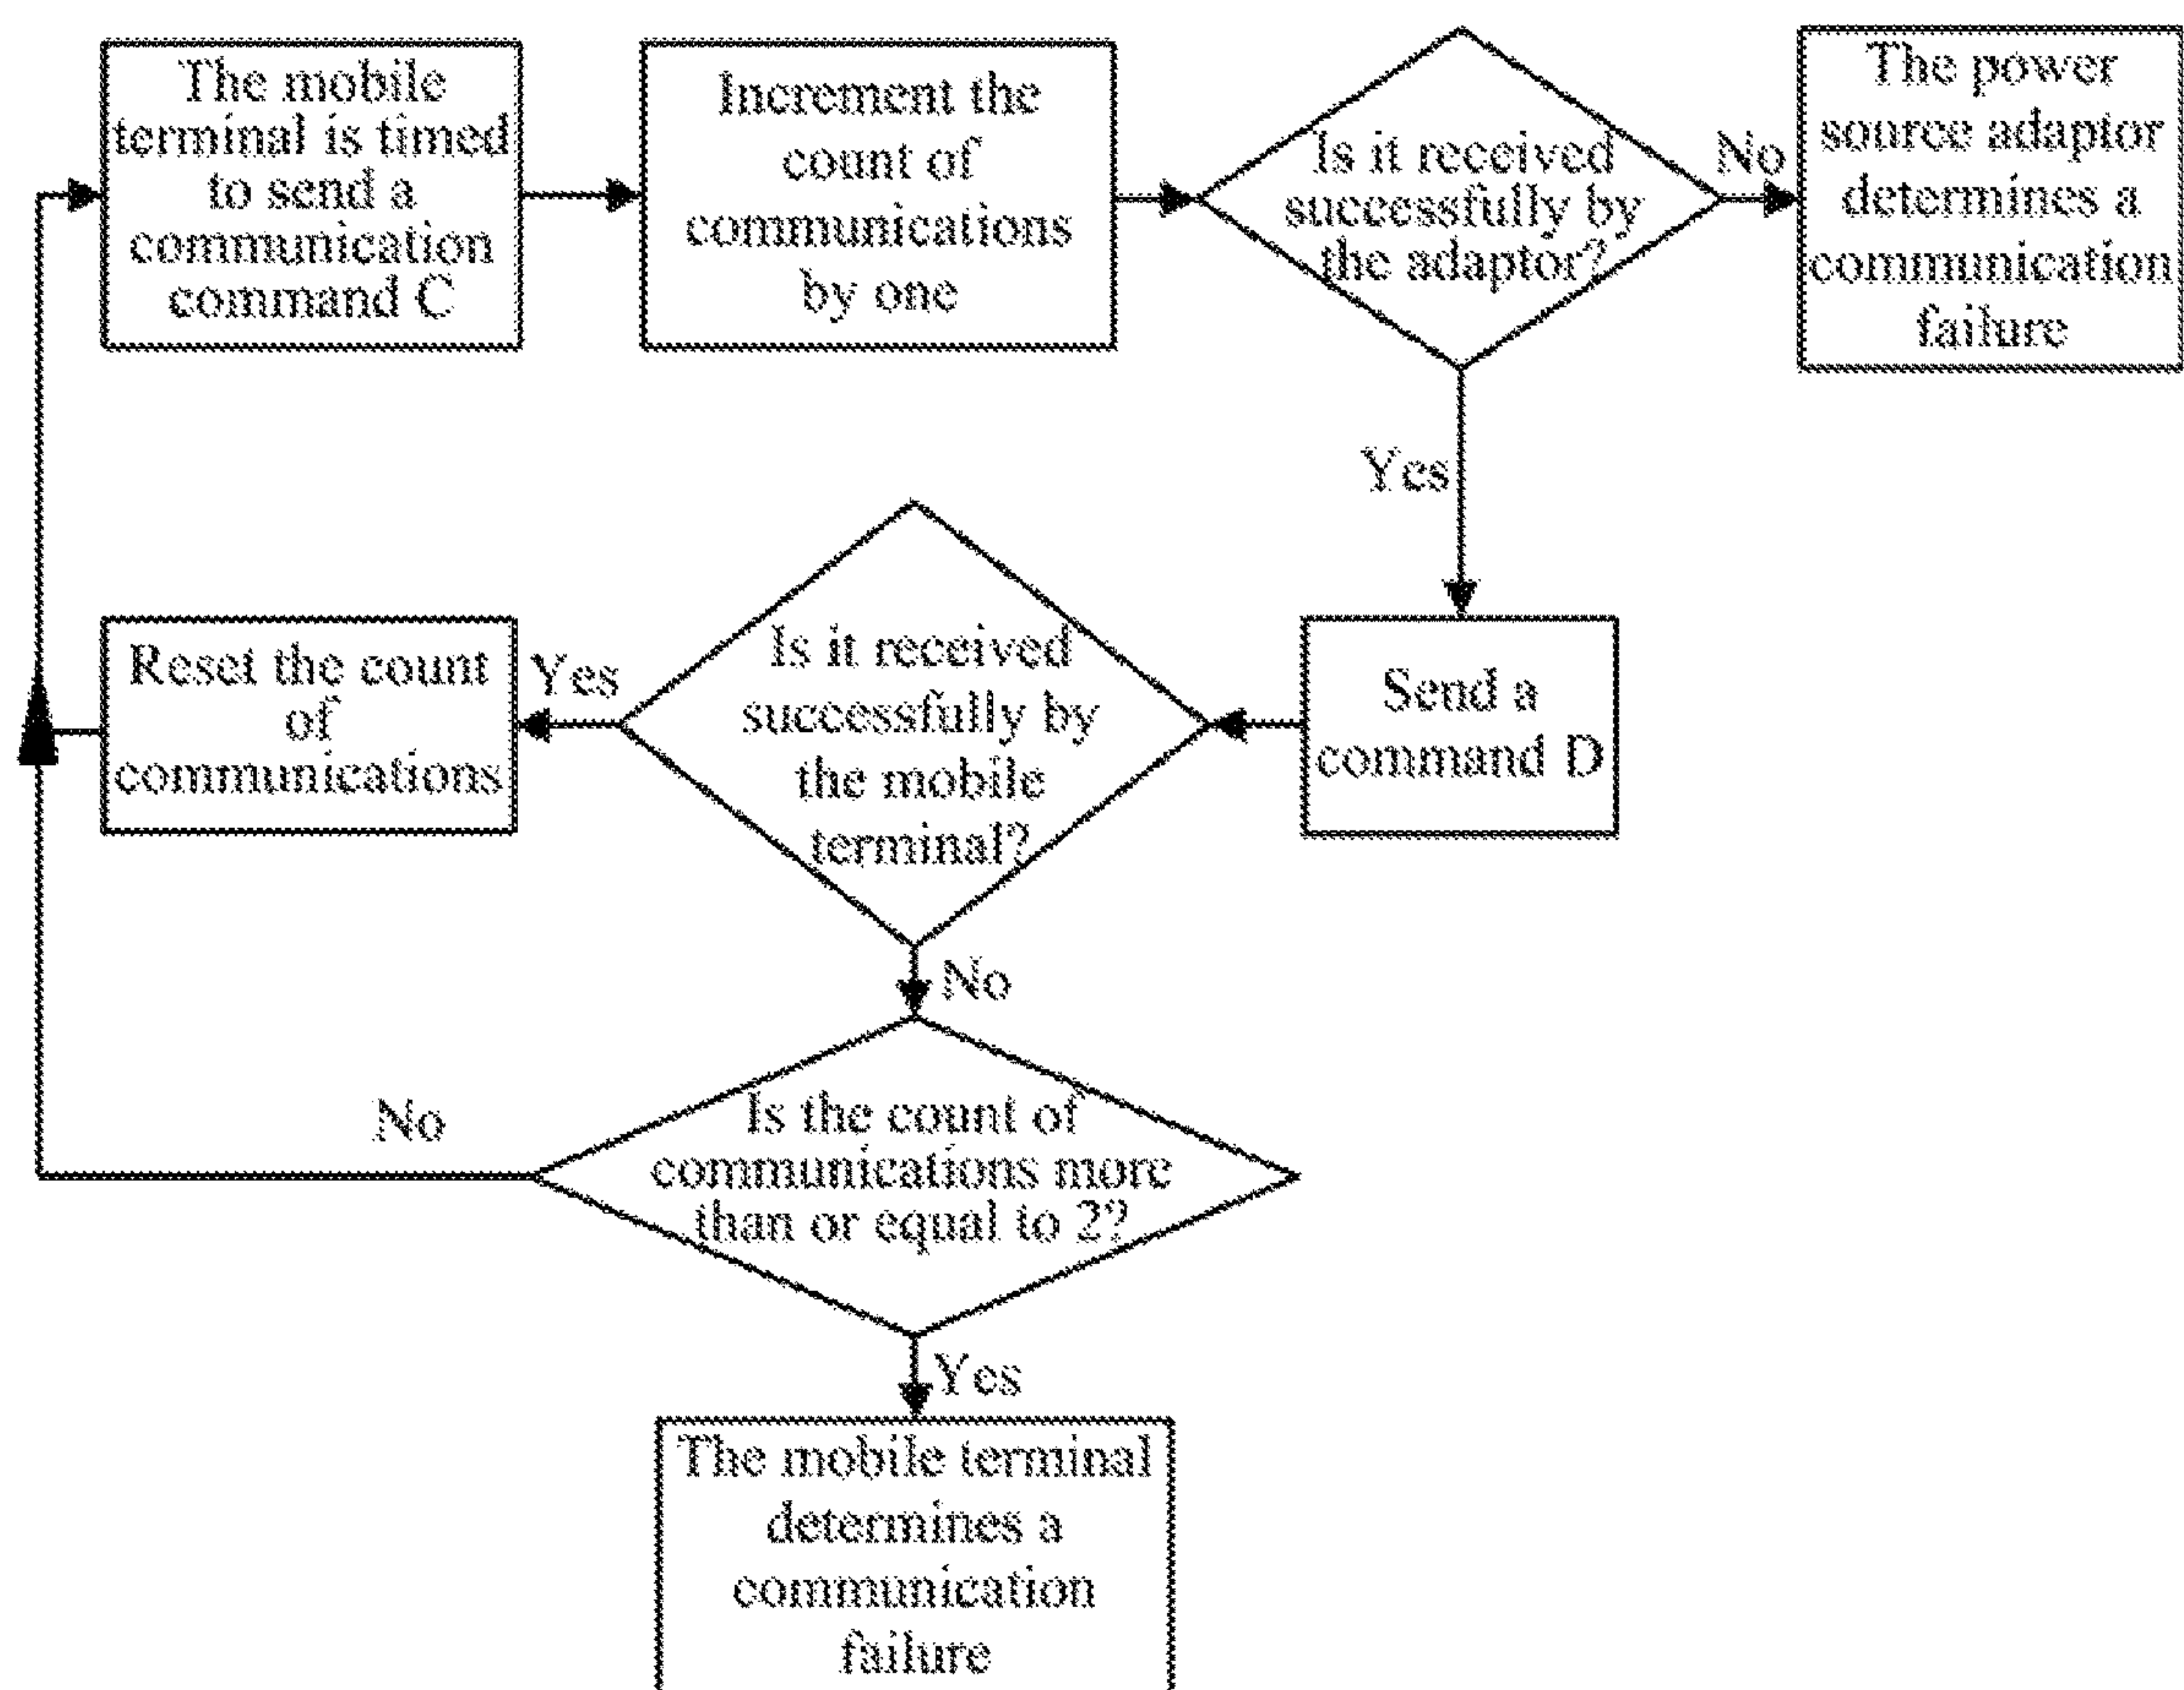 The mobile
terminal is timed
to send a
communication
command C
Increment the
count of
communications
by one
Is it received
successfully by
the adaptor?
No
The power
source adaptor
determines a
communication
failure
Yes
Reset the count
of
communications
Yes
Is it received
successfully by
the mobile
terminal?
Send a
command D
No
No
Is the count of
communications more
than or equal to 2?
Yes
The mobile terminal
determines a
communication
failure